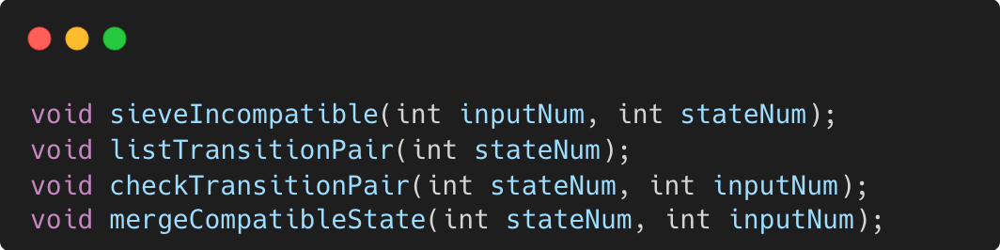 void sieveIncompatible(int inputNum, int stateNum);
void listTransitionPair(int stateNum);
void checkTransitionPair(int stateNum, int inputNum);
void mergeCompatibleState(int stateNum, int inputNum);